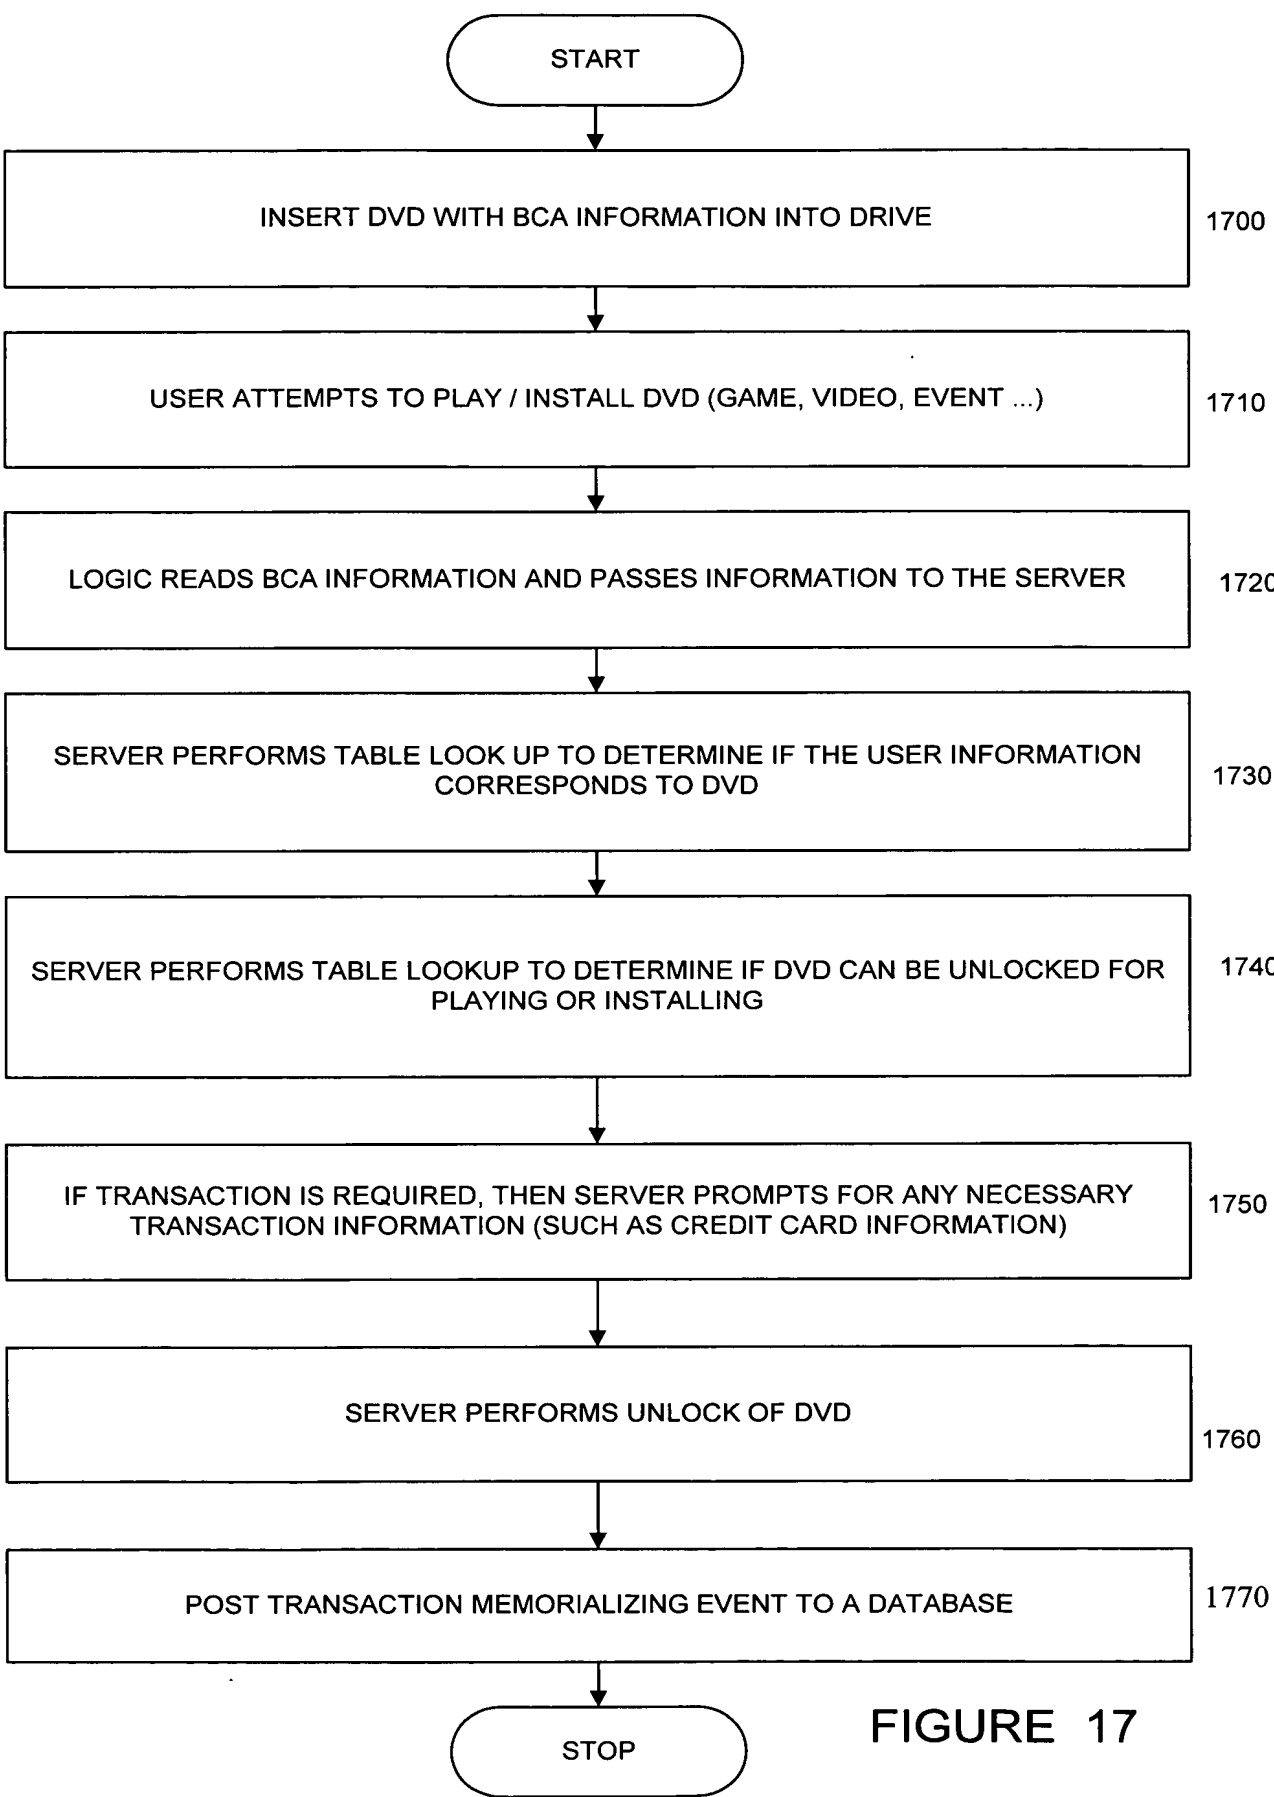 START
INSERT DVD WITH BCA INFORMATION INTO DRIVE
1700
USER ATTEMPTS TO PLAY / INSTALL DVD (GAME, VIDEO, EVENT ...)
1710
LOGIC READS BCA INFORMATION AND PASSES INFORMATION TO THE SERVER
1720
SERVER PERFORMS TABLE LOOK UP TO DETERMINE IF THE USER INFORMATION
CORRESPONDS TO DVD
1730
SERVER PERFORMS TABLE LOOKUP TO DETERMINE IF DVD CAN BE UNLOCKED FOR
PLAYING OR INSTALLING
1740
IF TRANSACTION IS REQUIRED, THEN SERVER PROMPTS FOR ANY NECESSARY
TRANSACTION INFORMATION (SUCH AS CREDIT CARD INFORMATION)
1750
SERVER PERFORMS UNLOCK OF DVD
1760
POST TRANSACTION MEMORIALIZING EVENT TO A DATABASE
1770
STOP
FIGURE 17